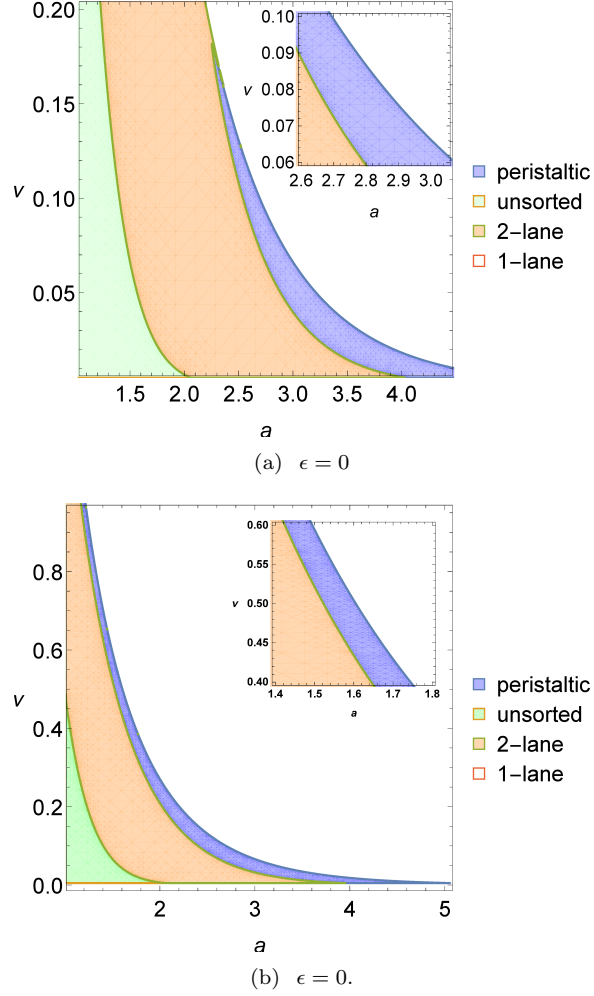 0.20
0.15
0.10
0.05
v
1.5 2.0 2.5 3.0 3.5 4.0
a
0.10
0.09
0.08
0.07
0.06
v
2.6 2.7 2.8 2.9 3.0
a
peristaltic
unsorted
2-lane
1-lane
(a) ϵ = 0
0.8
0.6
0.4
0.2
0.0
v
2 3 4 5
a
0.60
0.55
0.50
0.45
0.40
v
1.4 1.5 1.6 1.7 1.8
a
peristaltic
unsorted
2-lane
1-lane
(b) ϵ = 0.